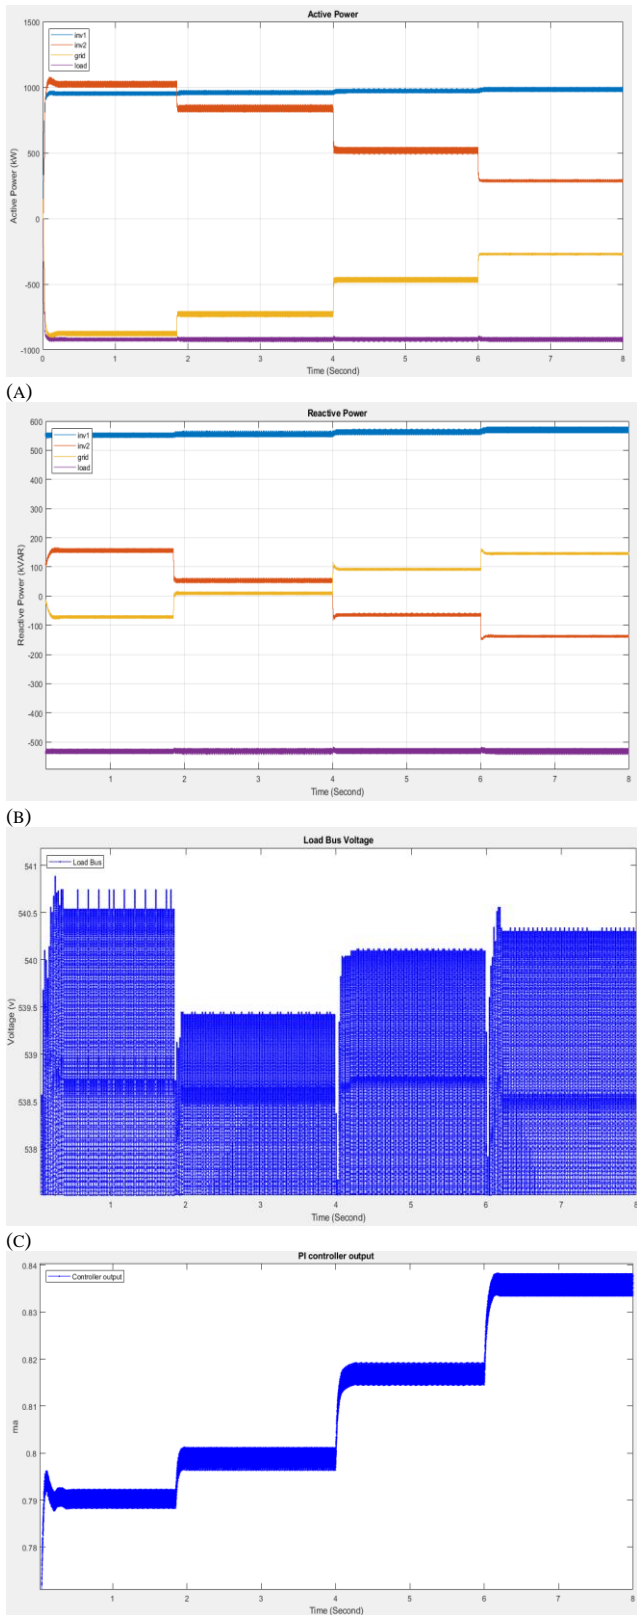 Active Power
1500
inv1
inv2
grid
load
1000
500
0
-500
-1000
Active Power (kW)
0 1 2 3 4 5 6 7 8
Time (Second)
(A)
Reactive Power
600
inv1
inv2
grid
load
500
400
300
200
100
0
-100
-200
-300
-400
-500
Reactive Power (kVAR)
1 2 3 4 5 6 7 8
Time (Second)
(B)
Load Bus Voltage
541
Load Bus
540.5
540
539.5
539
538.5
538
Voltage (v)
1 2 3 4 5 6 7 8
Time (Second)
(C)
PI controller output
0.84
Controller output
0.83
0.82
0.81
0.8
0.79
0.78
ma
1 2 3 4 5 6 7 8
Time (Second)